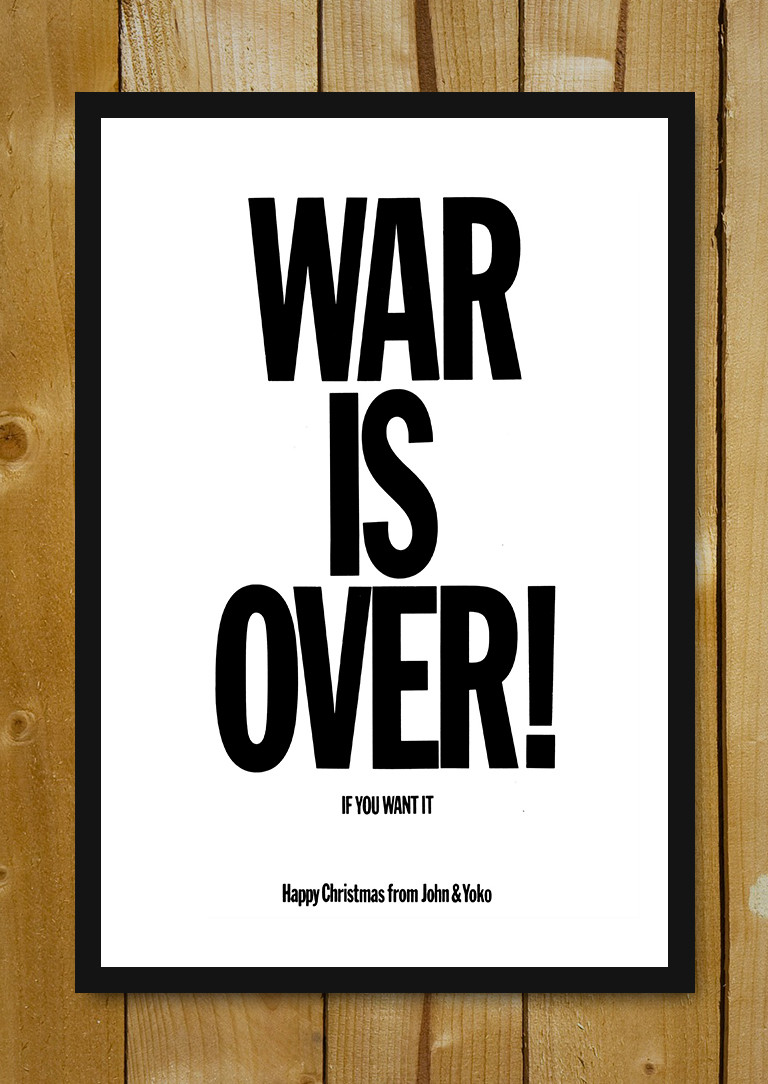 WAR
IS
OVER!
IF YOU WANT IT
Happy Christmas from John & Yoko